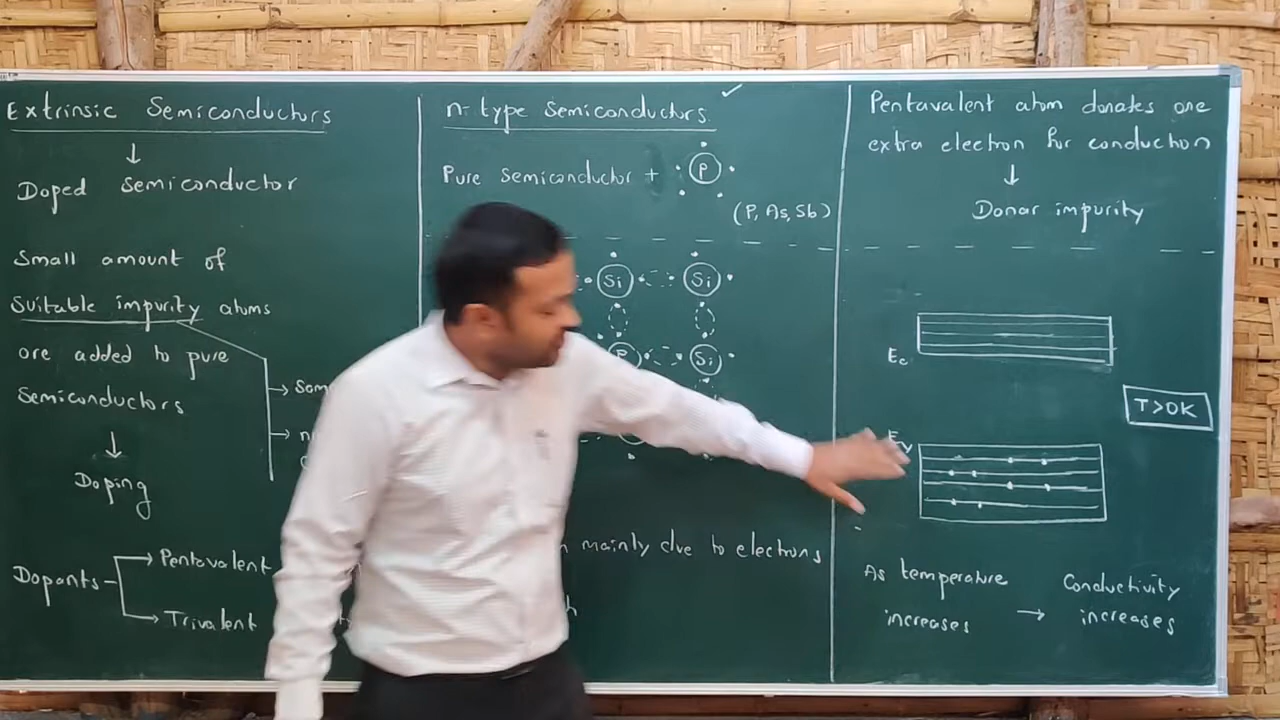 Extrinsic Semiconductors
Doped Semiconductor
Small amount of
suitable impurity atoms
are added to pure
Semiconductors
Doping
Dopants
Pentavalent
Trivalent
n-type Semiconductors
Pure Semiconductor + P
(P, As, Sb)
Si Si
P Si
mainly due to electrons
Pentavalent atom donates one
extra electron for conduction
Donar impurity
Ec
T>0K
Ev
As temperature
increases
Conductivity
increases